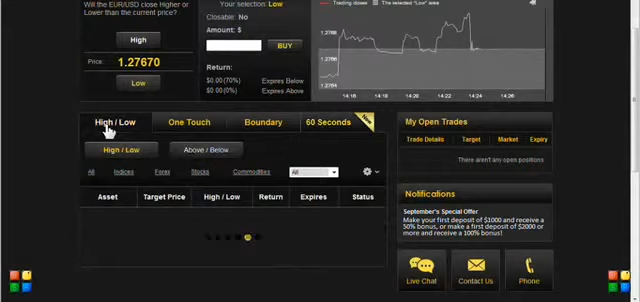 Will the EUR/USD close Higher or
Lower than the current price?
High
Price: 1.27670
Low
Your selection: Low
Closable: No
Amount: $
BUY
Return:
$0.00(70%) Expires Below
$0.00(0%) Expires Above
Trading closes The selected "Low" area
1.2768
1.2766
1.2764
14:16 14:18 14:20 14:22 14:24 14:26
High / Low One Touch Boundary 60 Seconds New
High / Low Above / Below
All Indices Forex Stocks Commodities All
Asset Target Price High / Low Return Expires Status
My Open Trades
Trade Details Target Market Expiry
There aren't any open positions
Notifications
September's Special Offer
Make your first deposit of $1000 and receive a
50% bonus, or make a first deposit of $2000 or
more and receive a 100% bonus!
Live Chat Contact Us Phone